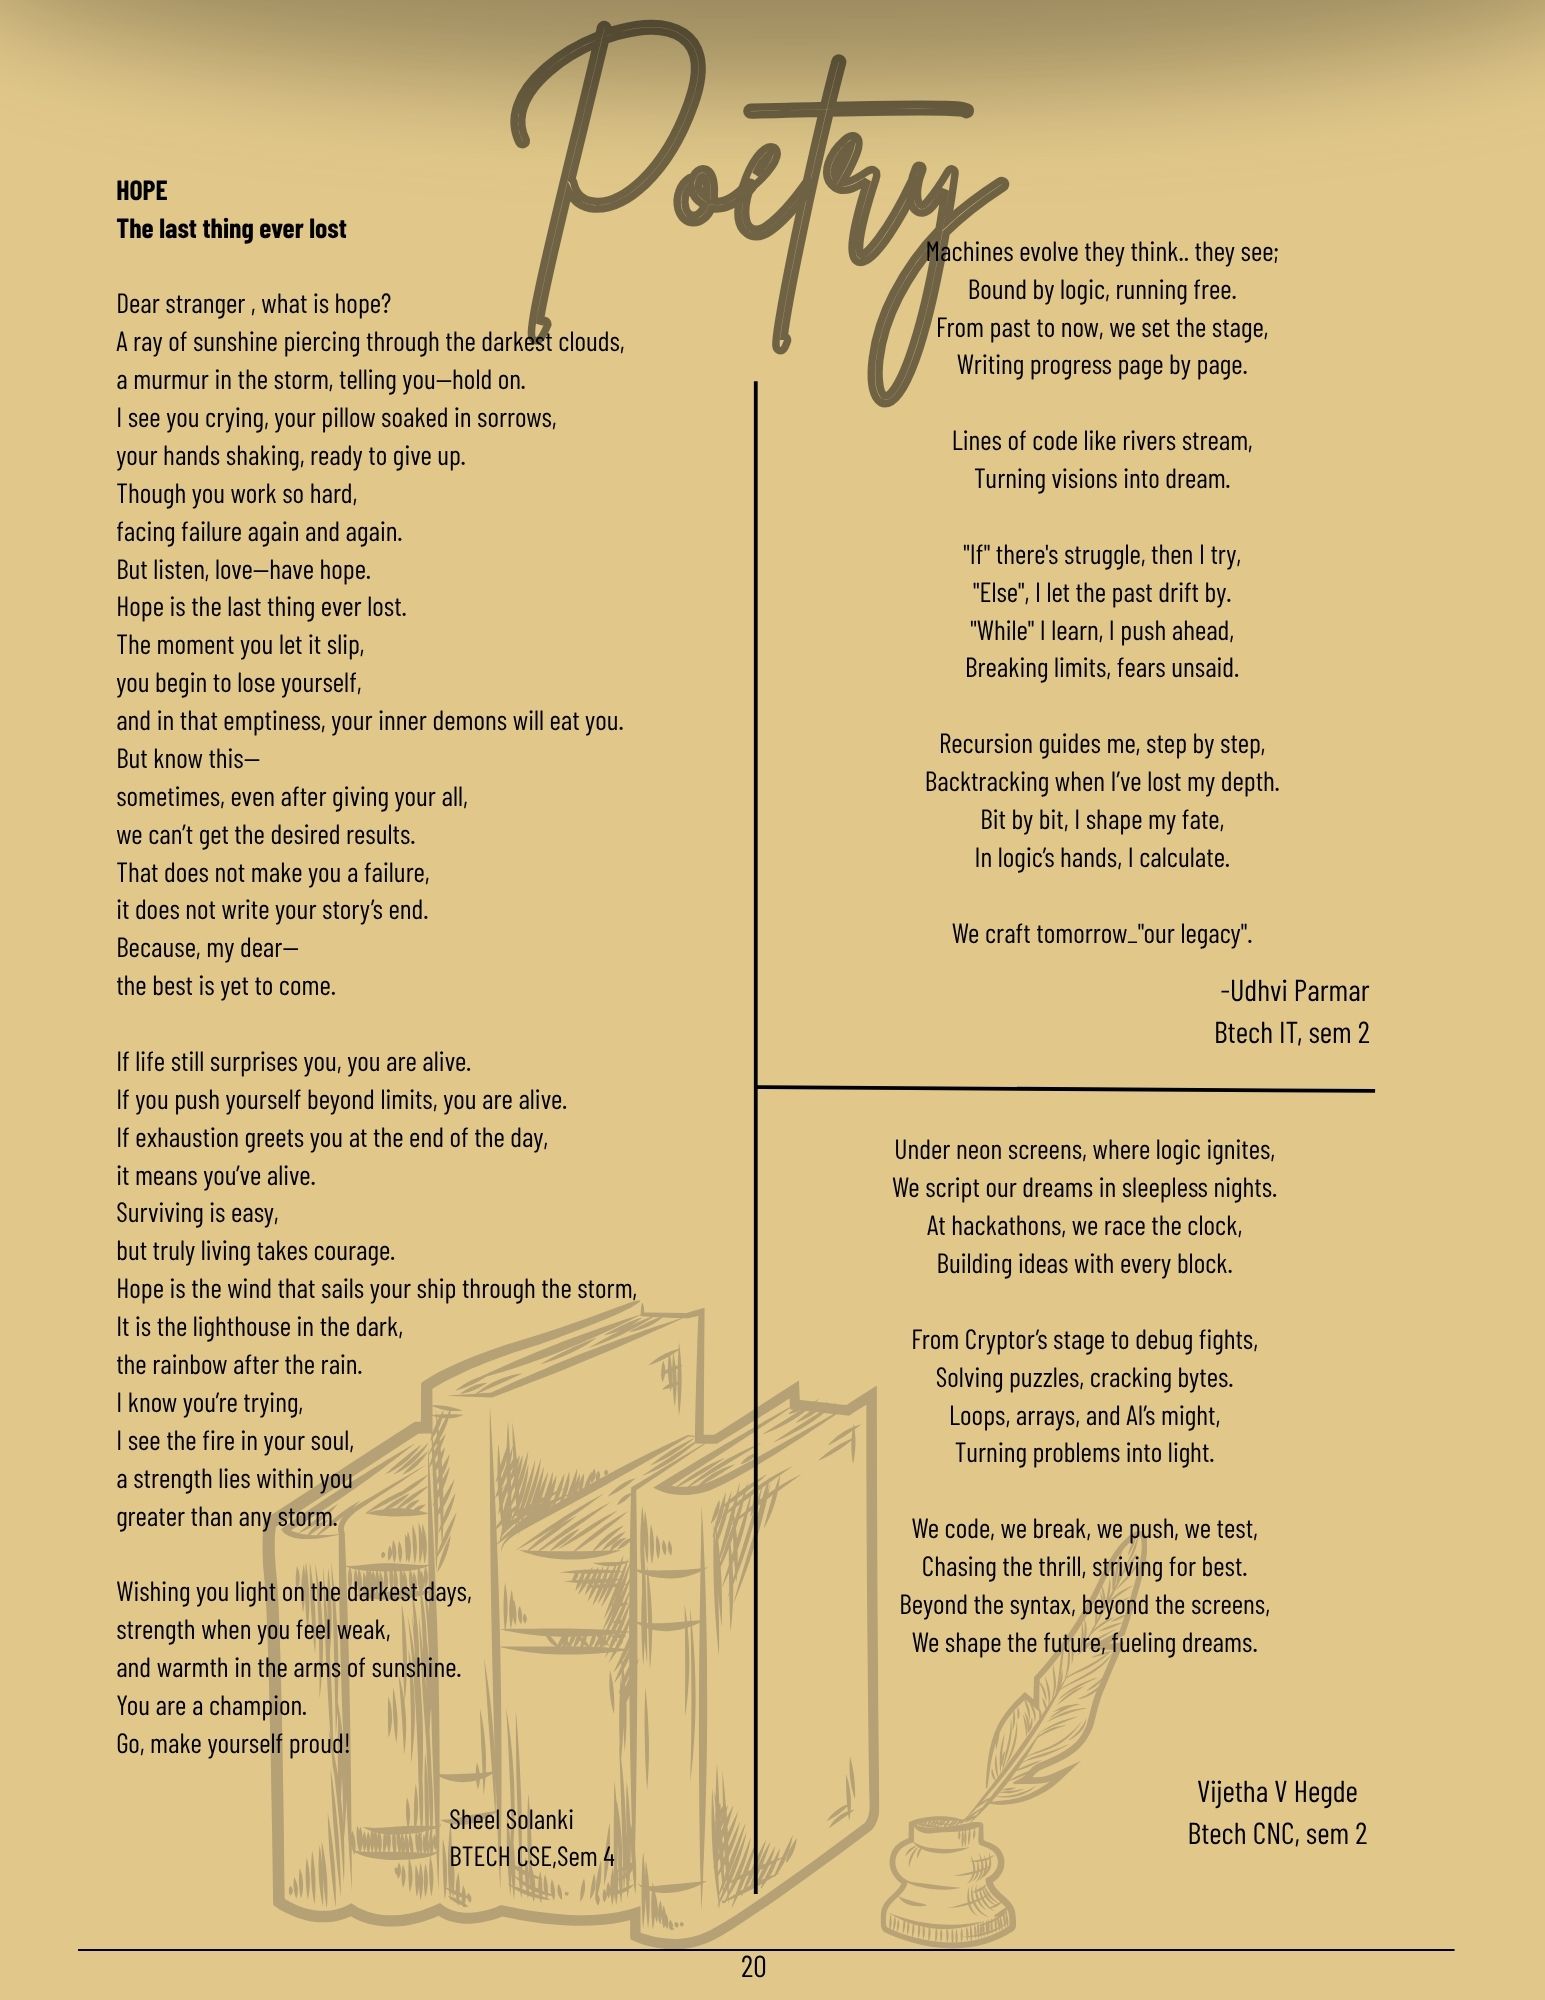 Poetry
HOPE
The last thing ever lost
Dear stranger , what is hope?
A ray of sunshine piercing through the darkest clouds,
a murmur in the storm, telling you—hold on.
I see you crying, your pillow soaked in sorrows,
your hands shaking, ready to give up.
Though you work so hard,
facing failure again and again.
But listen, love—have hope.
Hope is the last thing ever lost.
The moment you let it slip,
you begin to lose yourself,
and in that emptiness, your inner demons will eat you.
But know this—
sometimes, even after giving your all,
we can’t get the desired results.
That does not make you a failure,
it does not write your story’s end.
Because, my dear—
the best is yet to come.
If life still surprises you, you are alive.
If you push yourself beyond limits, you are alive.
If exhaustion greets you at the end of the day,
it means you’ve alive.
Surviving is easy,
but truly living takes courage.
Hope is the wind that sails your ship through the storm,
It is the lighthouse in the dark,
the rainbow after the rain.
I know you’re trying,
I see the fire in your soul,
a strength lies within you
greater than any storm.
Wishing you light on the darkest days,
strength when you feel weak,
and warmth in the arms of sunshine.
You are a champion.
Go, make yourself proud!
Sheel Solanki
BTECH CSE,Sem 4
Machines evolve they think.. they see;
Bound by logic, running free.
From past to now, we set the stage,
Writing progress page by page.
Lines of code like rivers stream,
Turning visions into dream.
"If" there's struggle, then I try,
"Else", I let the past drift by.
"While" I learn, I push ahead,
Breaking limits, fears unsaid.
Recursion guides me, step by step,
Backtracking when I’ve lost my depth.
Bit by bit, I shape my fate,
In logic’s hands, I calculate.
We craft tomorrow_"our legacy".
-Udhvi Parmar
Btech IT, sem 2
Under neon screens, where logic ignites,
We script our dreams in sleepless nights.
At hackathons, we race the clock,
Building ideas with every block.
From Cryptor’s stage to debug fights,
Solving puzzles, cracking bytes.
Loops, arrays, and AI’s might,
Turning problems into light.
We code, we break, we push, we test,
Chasing the thrill, striving for best.
Beyond the syntax, beyond the screens,
We shape the future, fueling dreams.
Vijetha V Hegde
Btech CNC, sem 2
20